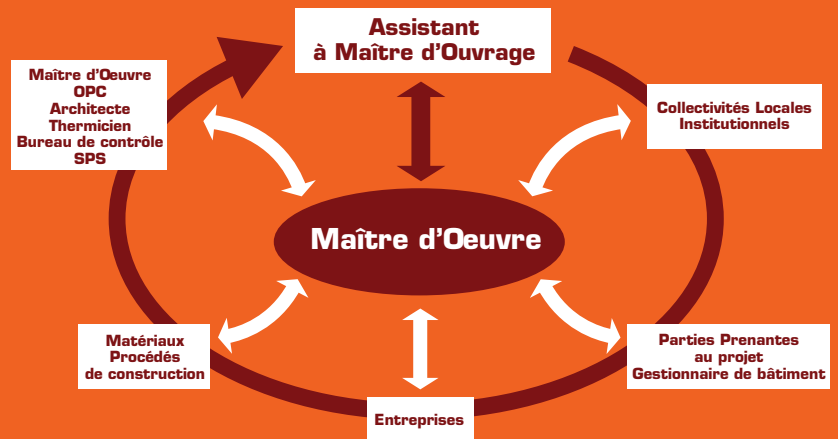 Assistant
à Maître d'Ouvrage
Maître d'Oeuvre
OPC
Architecte
Thermicien
Bureau de contrôle
SPS
Collectivités Locales
Institutionnels
Maître d'Oeuvre
Matériaux
Procédés
de construction
Parties Prenantes
au projet
Gestionnaire de bâtiment
Entreprises